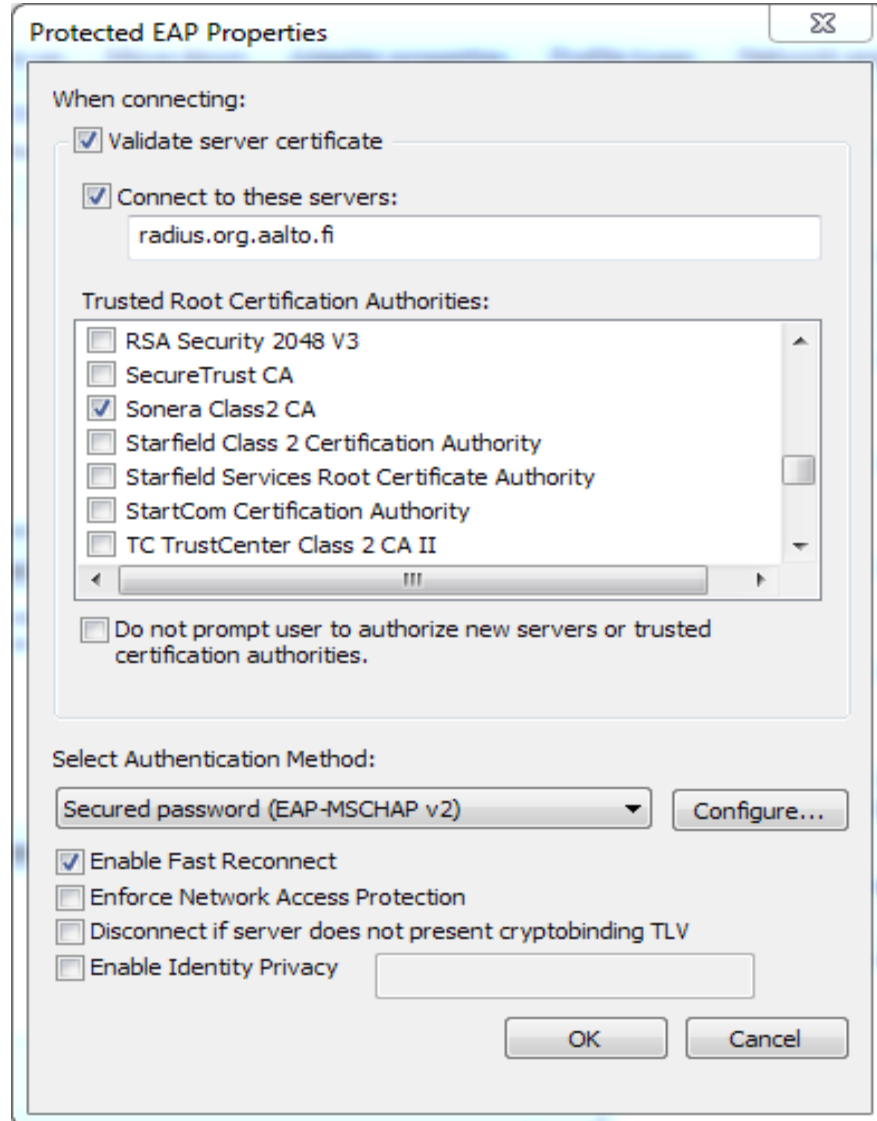 Protected EAP Properties
When connecting:
Validate server certificate
Connect to these servers:
radius.org.aalto.fi
Trusted Root Certification Authorities:
RSA Security 2048 V3
SecureTrust CA
Sonera Class2 CA
Starfield Class 2 Certification Authority
Starfield Services Root Certificate Authority
StartCom Certification Authority
TC TrustCenter Class 2 CA II
Do not prompt user to authorize new servers or trusted
certification authorities.
Select Authentication Method:
Secured password (EAP-MSCHAP v2)
Configure...
Enable Fast Reconnect
Enforce Network Access Protection
Disconnect if server does not present cryptobinding TLV
Enable Identity Privacy
OK
Cancel